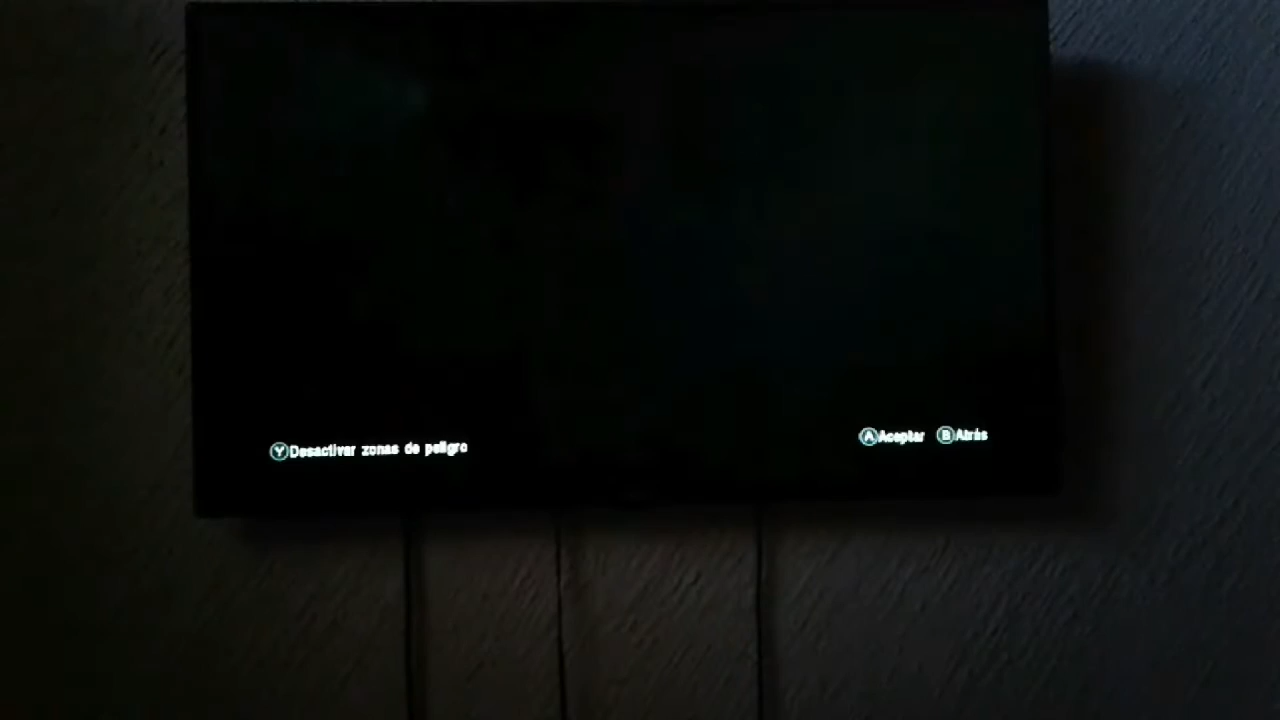 Ⓨ Desactivar zonas de peligro
Ⓐ Aceptar Ⓑ Atrás